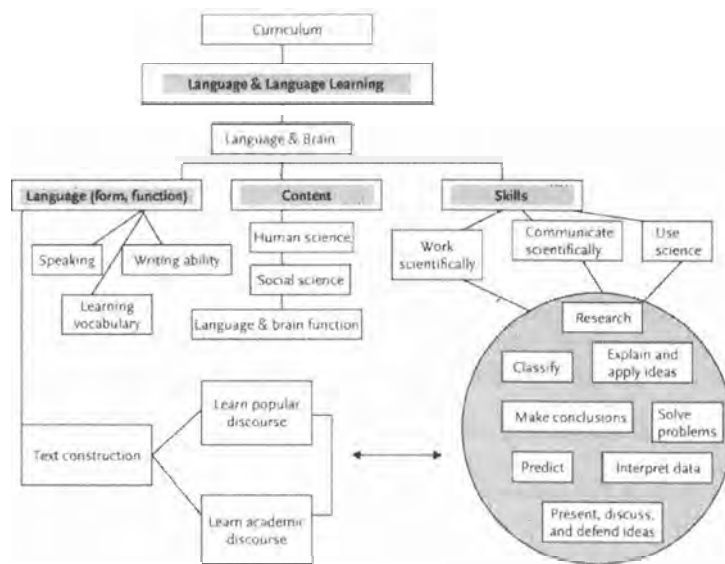 Curriculum
Language & Language Learning
Language & Brain
Language (form, function)
Content
Skills
Speaking
Writing ability
Learning
vocabulary
Human science
Social science
Language & brain function
Work
scientifically
Communicate
scientifically
Use
science
Text construction
Learn popular
discourse
Learn academic
discourse
Research
Classify
Explain and
apply ideas
Make conclusions
Solve
problems
Predict
Interpret data
Present, discuss,
and defend ideas